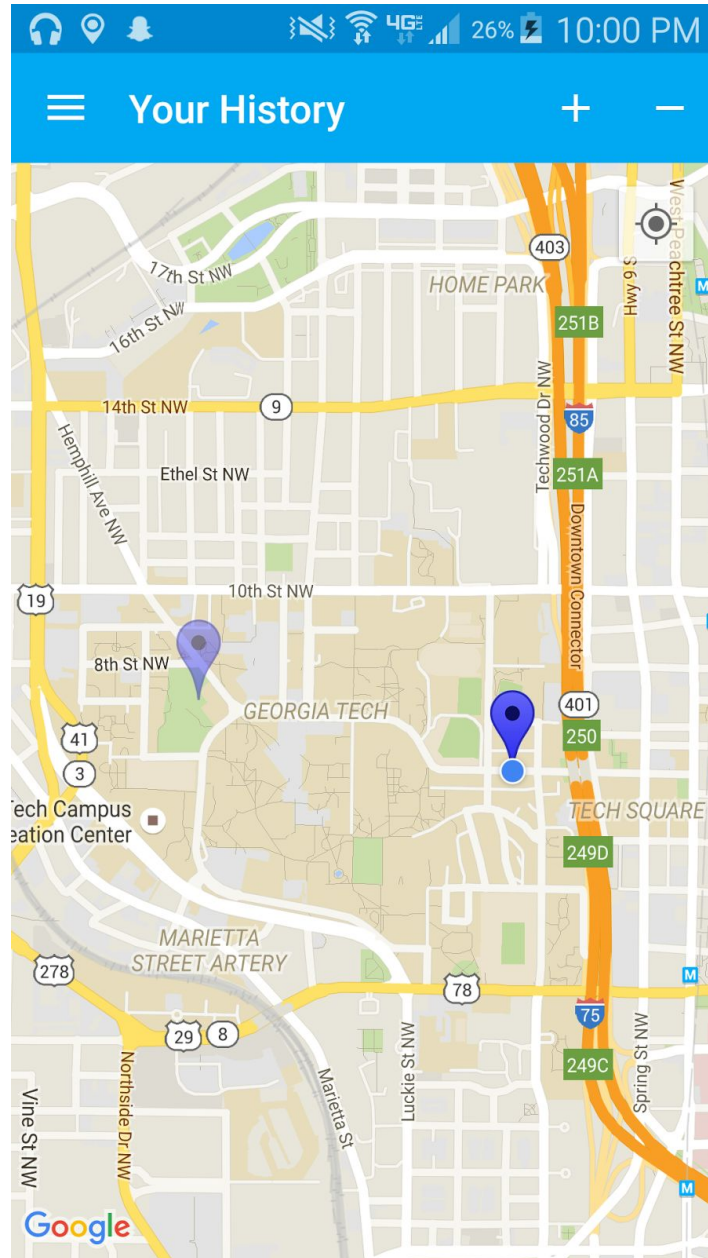 4G LTE 26% 10:00 PM
Your History + −
West Peachtree St NW
17th St NW
403
HOME PARK
Hwy 9 S
M
16th St NW
251B
14th St NW
9
Techwood Dr NW
85
Hemphill Ave NW
Ethel St NW
251A
Downtown Connector
10th St NW
19
8th St NW
GEORGIA TECH
401
250
41
3
Tech Campus
eation Center
TECH SQUARE
249D
MARIETTA
STREET ARTERY
278
78
M
29
8
75
Luckie St NW
Spring St NW
249C
Marietta St
Northside Dr NW
Vine St NW
M
Google